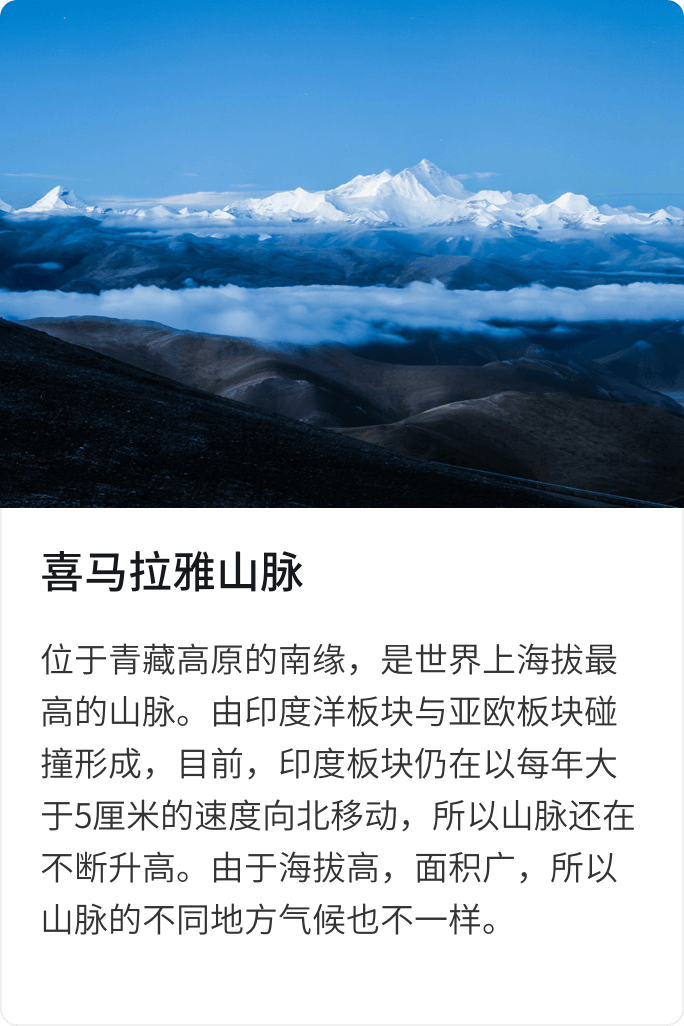 喜马拉雅山脉
位于青藏高原的南缘，是世界上海拔最
高的山脉。由印度洋板块与亚欧板块碰
撞形成，目前，印度板块仍在以每年大
于5厘米的速度向北移动，所以山脉还在
不断升高。由于海拔高，面积广，所以
山脉的不同地方气候也不一样。